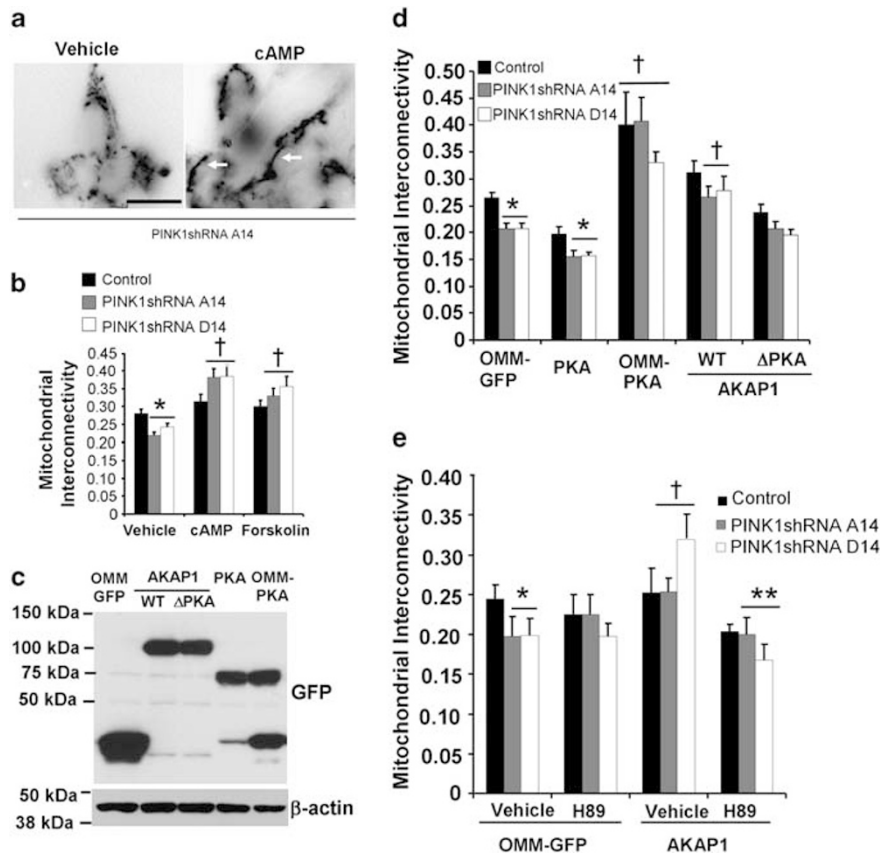 a
Vehicle
cAMP
PINK1shRNA A14
b
Control
PINK1shRNA A14
PINK1shRNA D14
Mitochondrial
Interconnectivity
0.45
0.40
0.35
0.30
0.25
0.20
0.15
0.10
0.05
0
*
†
†
Vehicle cAMP Forskolin
c
OMM AKAP1 PKA OMM-
GFP WT ΔPKA PKA
150 kDa
100 kDa
75 kDa
50 kDa
GFP
50 kDa
38 kDa
β-actin
d
Control
PINK1shRNA A14
PINK1shRNA D14
Mitochondrial Interconnectivity
0.50
0.45
0.40
0.35
0.30
0.25
0.20
0.15
0.10
0.05
0
*
*
†
†
OMM-
GFP
PKA
OMM-
PKA
WT ΔPKA
AKAP1
e
Control
PINK1shRNA A14
PINK1shRNA D14
Mitochondrial Interconnectivity
0.40
0.35
0.30
0.25
0.20
0.15
0.10
0.05
0.00
*
†
**
Vehicle H89 Vehicle H89
OMM-GFP AKAP1